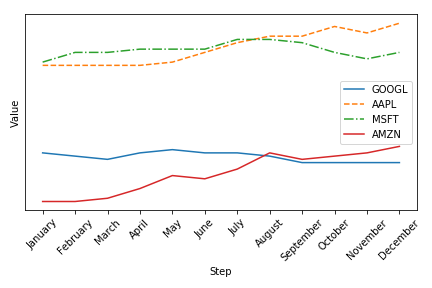 Value
GOOGL
AAPL
MSFT
AMZN
January
February
March
April
May
June
July
August
September
October
November
December
Step